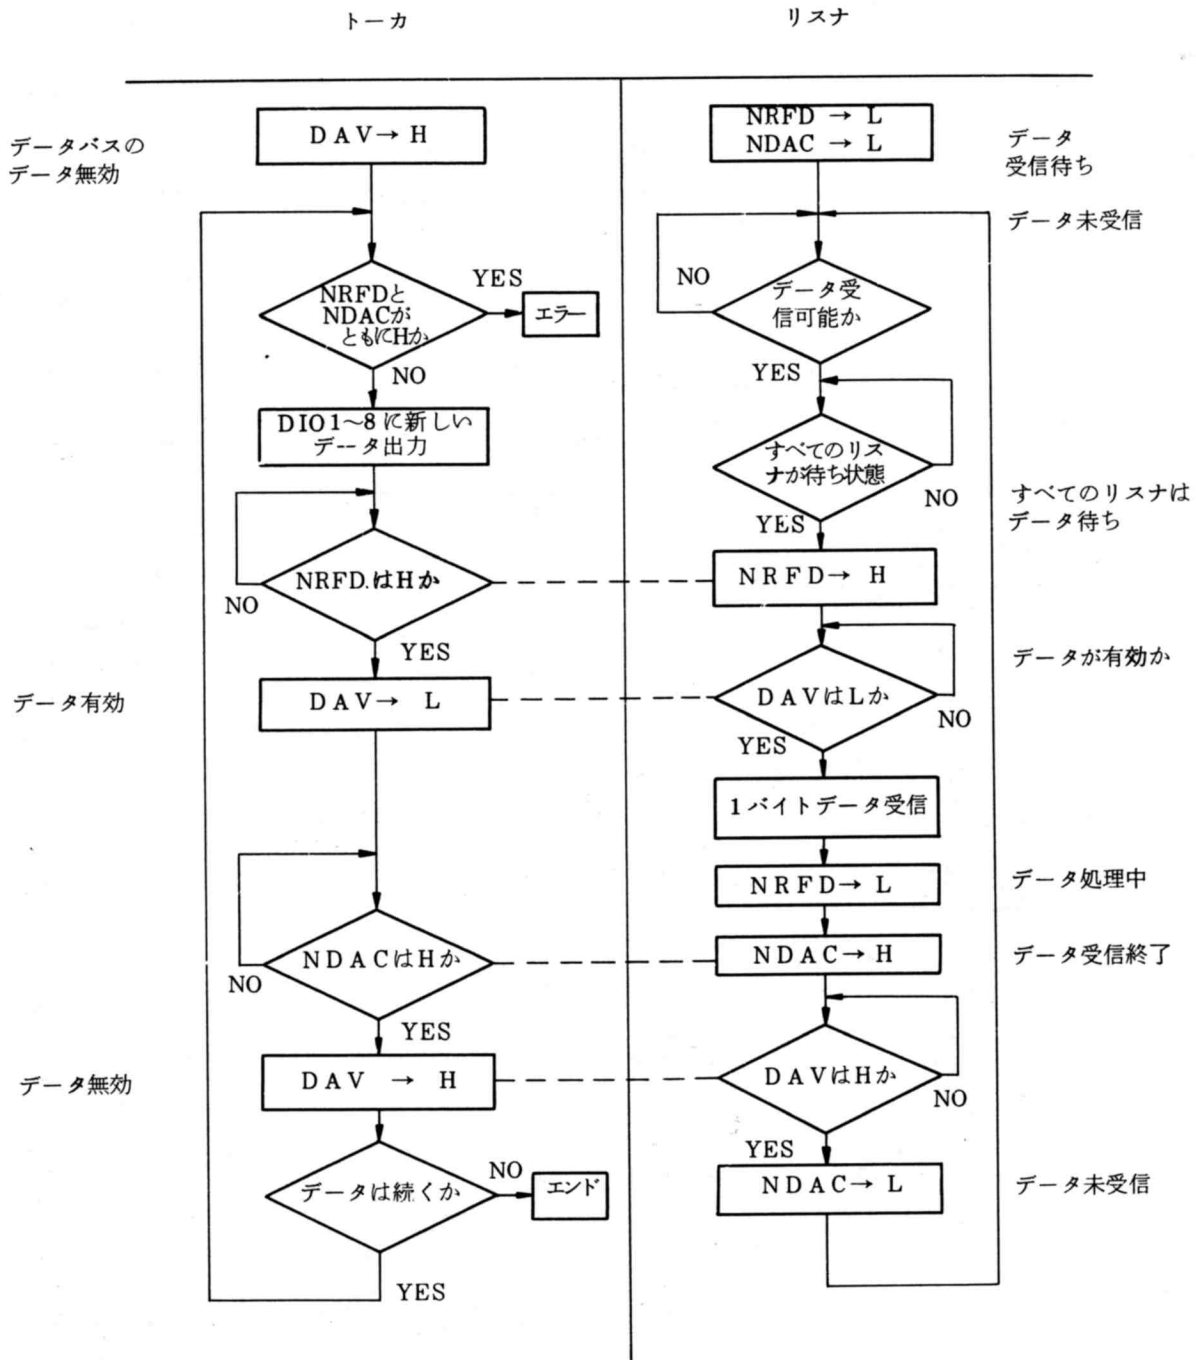 トーカ
リスナ
データバスの
データ無効
DAV→ H
NRFDと
NDACが
ともにHか
YES
エラー
NO
DIO1~8に新しい
データ出力
NRFD.はHか
NO
YES
データ有効
DAV→ L
NDACはHか
NO
YES
データ無効
DAV → H
データは続くか
NO
エンド
YES
NRFD → L
NDAC → L
データ
受信待ち
データ未受信
NO
データ受
信可能か
YES
すべてのリス
ナが待ち状態
NO
YES
すべてのリスナは
データ待ち
NRFD→ H
データが有効か
DAVはLか
NO
YES
1バイトデータ受信
NRFD→ L
データ処理中
NDAC→ H
データ受信終了
DAVはHか
NO
YES
NDAC→ L
データ未受信